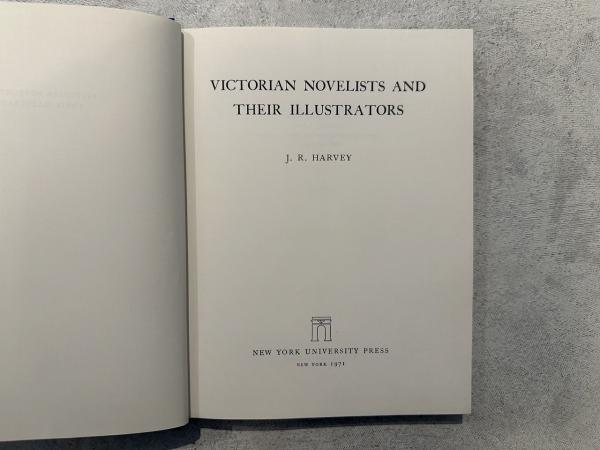 VICTORIAN NOVELISTS AND
THEIR ILLUSTRATORS
J. R. HARVEY
NEW YORK UNIVERSITY PRESS
NEW YORK 1971